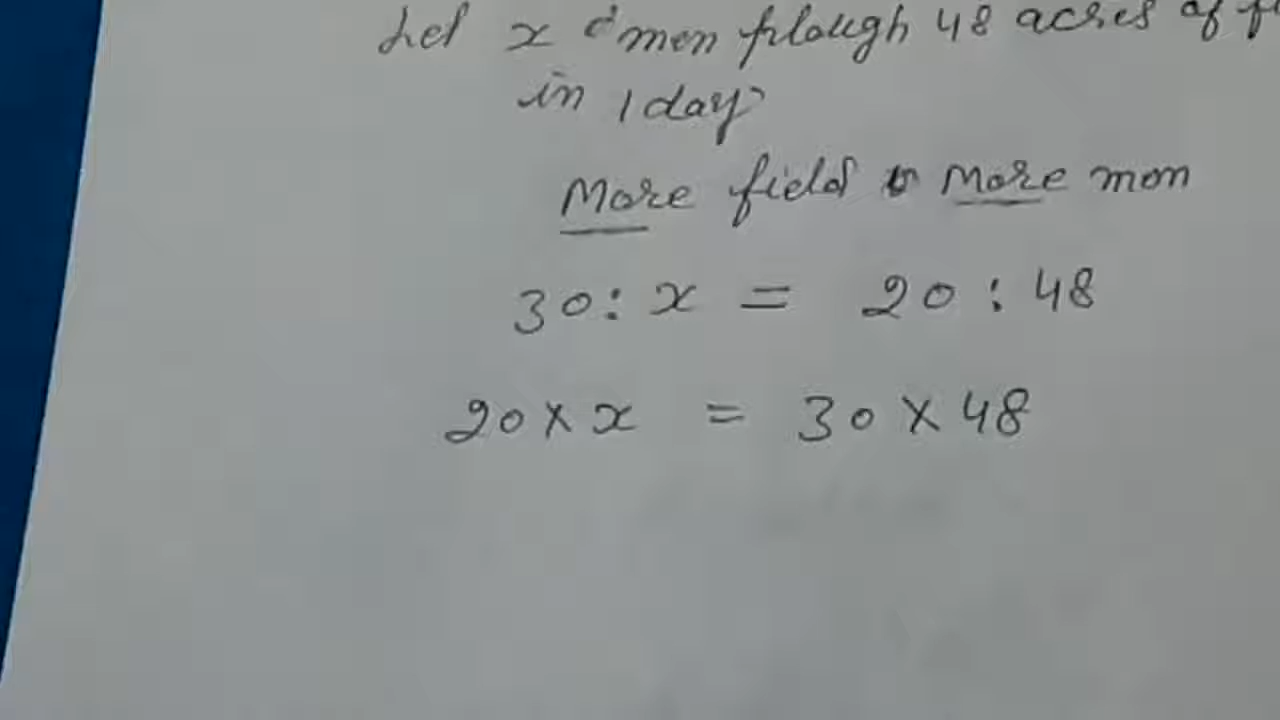 Let x men plough 48 acres of
in 1 day
More field More men
30 : x = 20 : 48
20 × x = 30 × 48